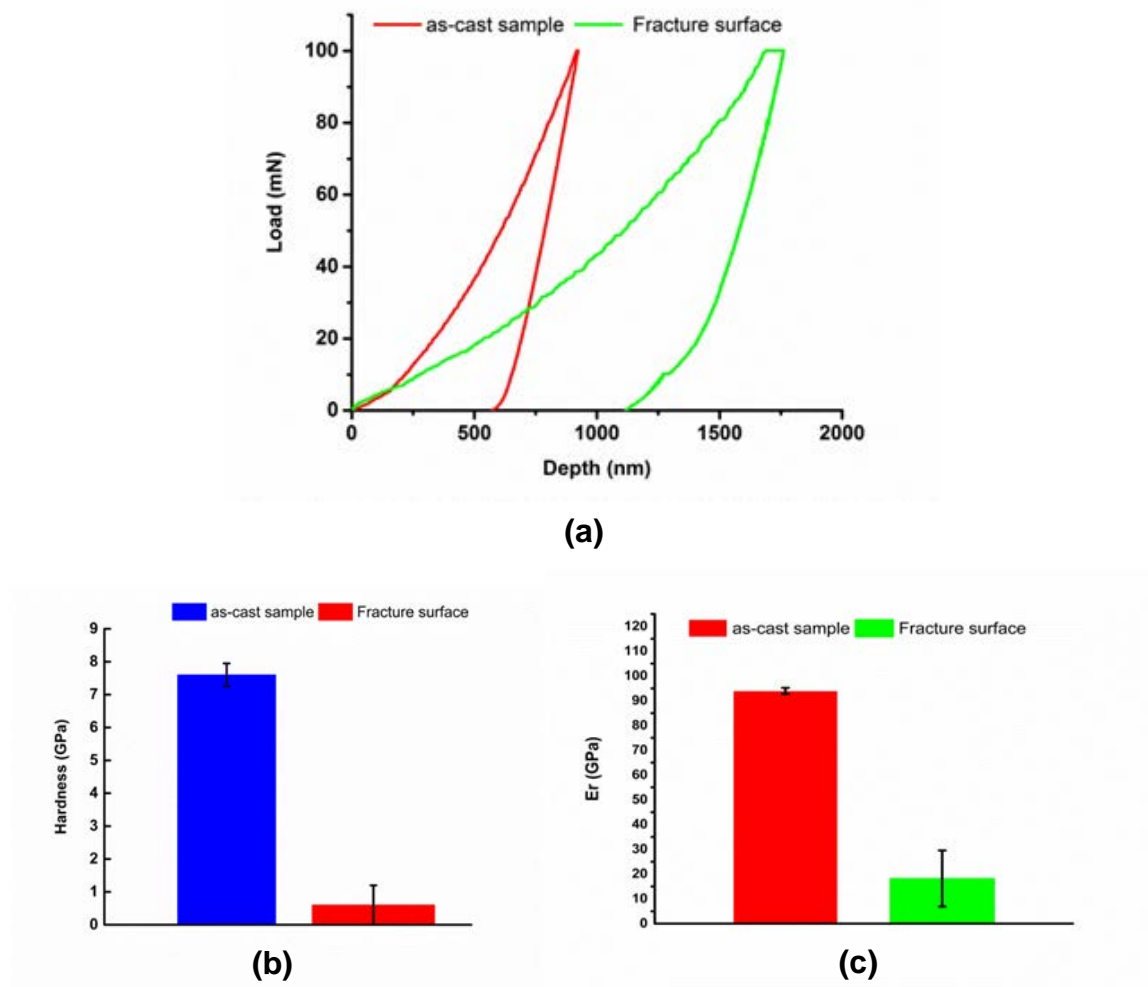 as-cast sample Fracture surface
100
80
60
40
20
0
Load (mN)
0 500 1000 1500 2000
Depth (nm)
(a)
as-cast sample Fracture surface
9
8
7
6
5
4
3
2
1
0
Hardness (GPa)
(b)
as-cast sample Fracture surface
120
110
100
90
80
70
60
50
40
30
20
10
0
Er (GPa)
(c)